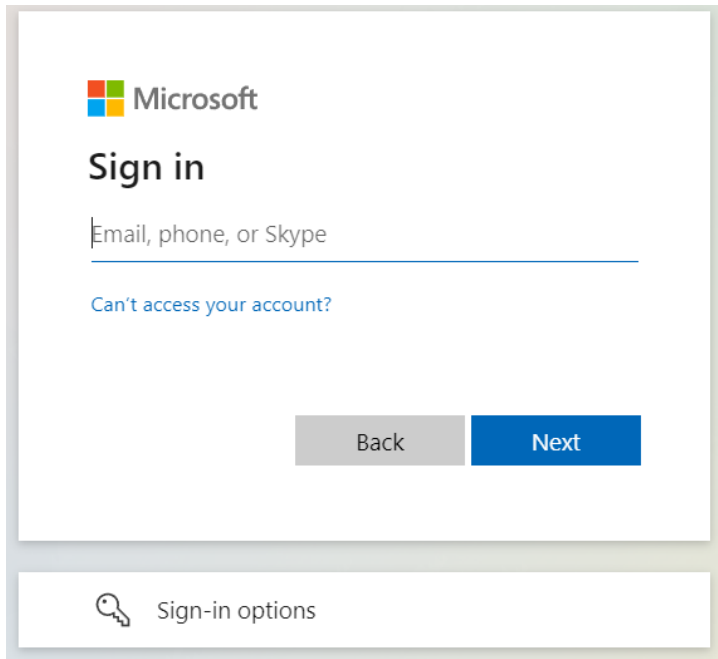 Microsoft
Sign in
Email, phone, or Skype
Can't access your account?
Back
Next
Sign-in options